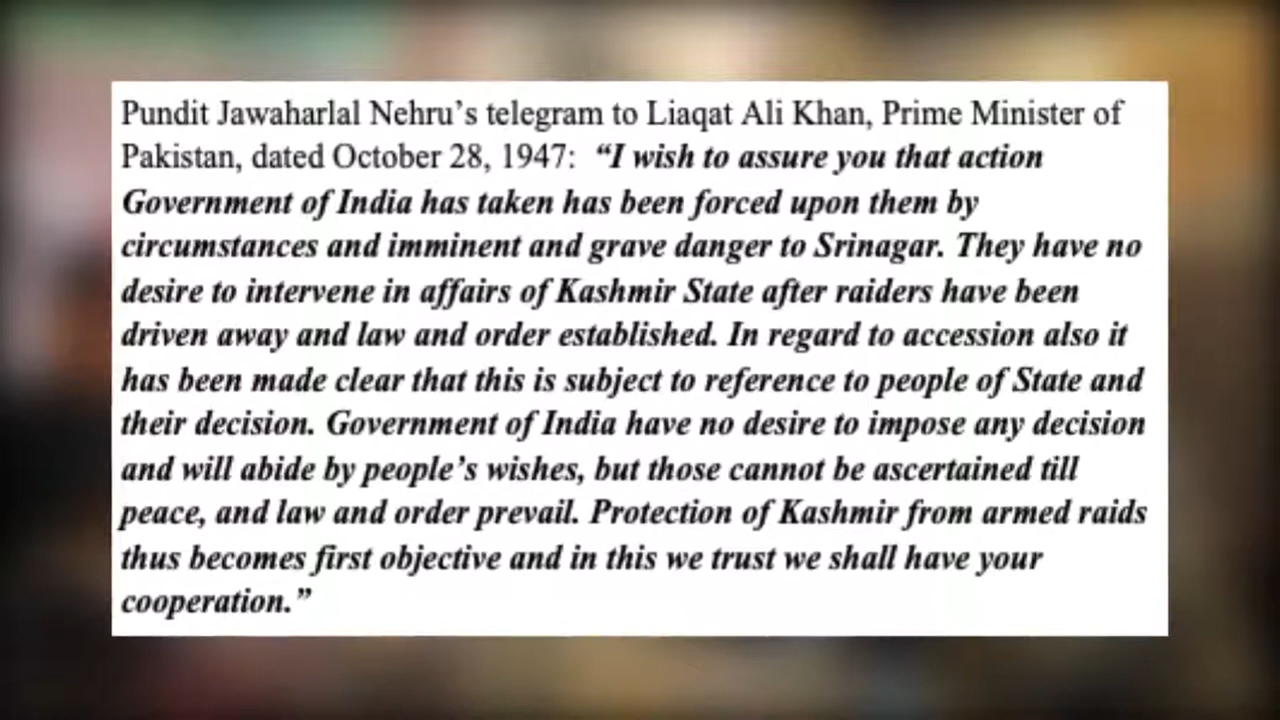 Pundit Jawaharlal Nehru’s telegram to Liaqat Ali Khan, Prime Minister of
Pakistan, dated October 28, 1947:  “I wish to assure you that action
Government of India has taken has been forced upon them by
circumstances and imminent and grave danger to Srinagar. They have no
desire to intervene in affairs of Kashmir State after raiders have been
driven away and law and order established. In regard to accession also it
has been made clear that this is subject to reference to people of State and
their decision. Government of India have no desire to impose any decision
and will abide by people’s wishes, but those cannot be ascertained till
peace, and law and order prevail. Protection of Kashmir from armed raids
thus becomes first objective and in this we trust we shall have your
cooperation.”